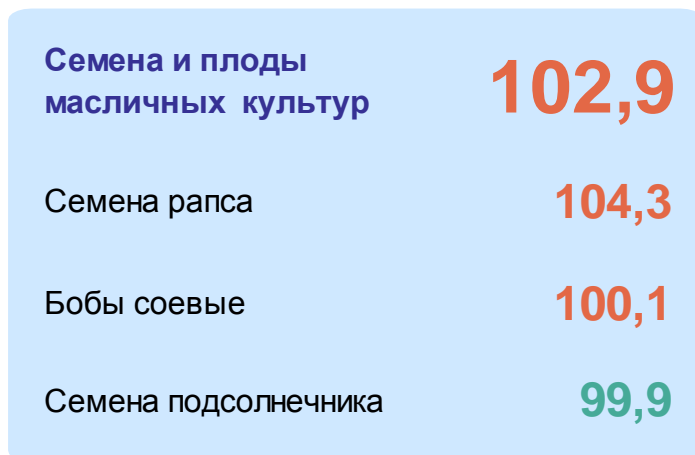 Семена и плоды
масличных культур
102,9
Семена рапса 104,3
Бобы соевые 100,1
Семена подсолнечника 99,9